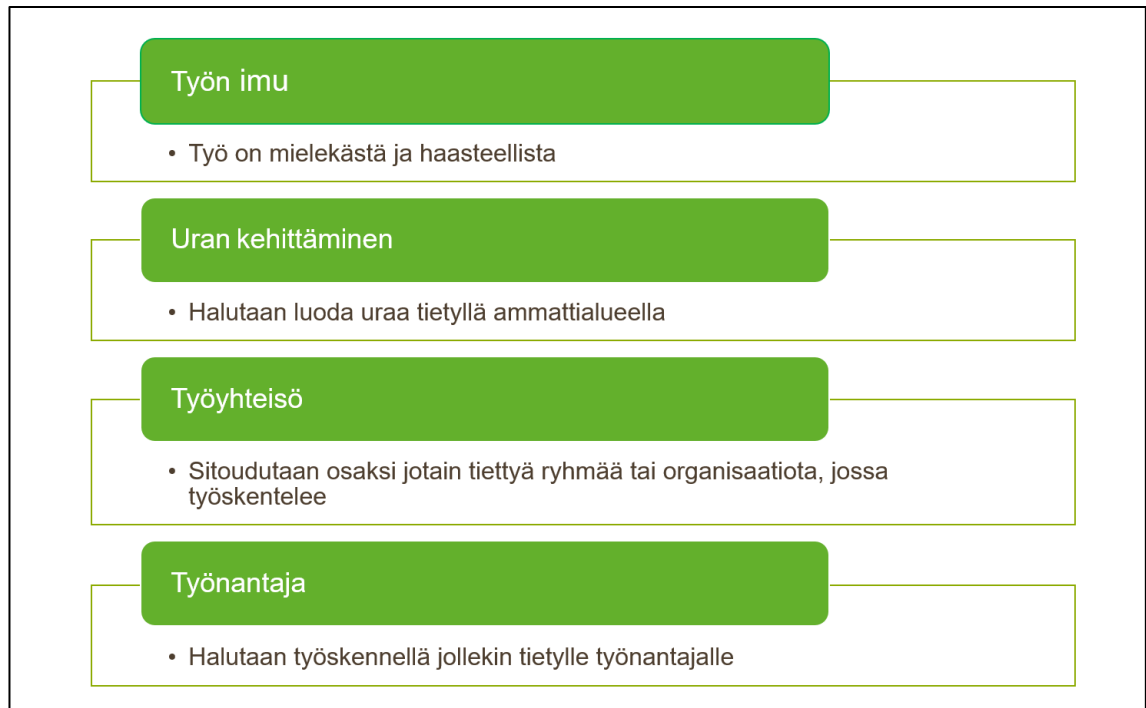 Työn imu
• Työ on mielekästä ja haasteellista
Uran kehittäminen
• Halutaan luoda uraa tietyllä ammattialueella
Työyhteisö
• Sitoudutaan osaksi jotain tiettyä ryhmää tai organisaatiota, jossa
työskentelee
Työnantaja
• Halutaan työskennellä jollekin tietylle työnantajalle